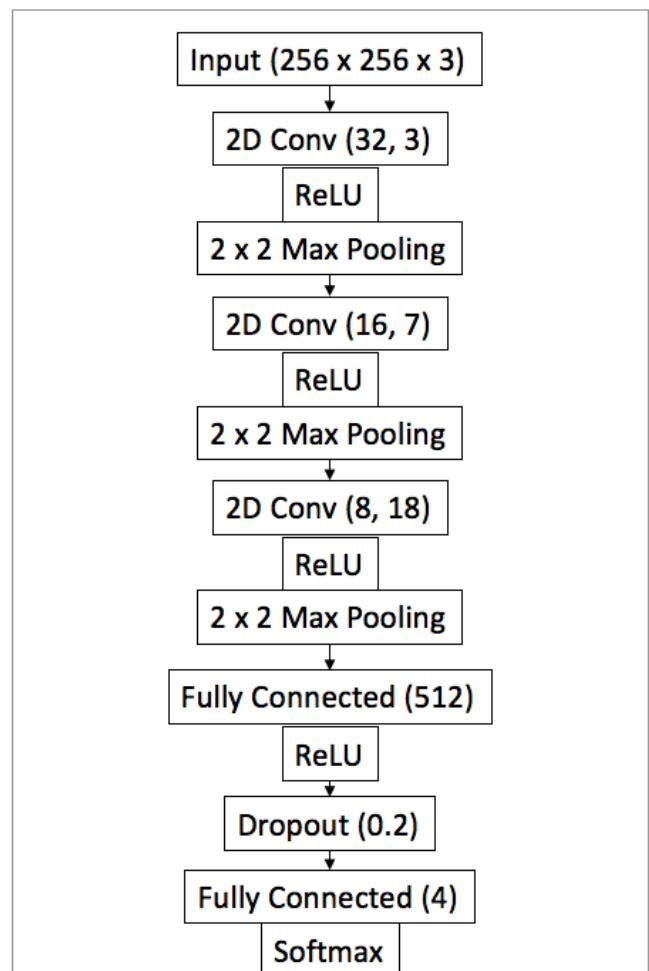 Input (256 x 256 x 3)
2D Conv (32, 3)
ReLU
2 x 2 Max Pooling
2D Conv (16, 7)
ReLU
2 x 2 Max Pooling
2D Conv (8, 18)
ReLU
2 x 2 Max Pooling
Fully Connected (512)
ReLU
Dropout (0.2)
Fully Connected (4)
Softmax